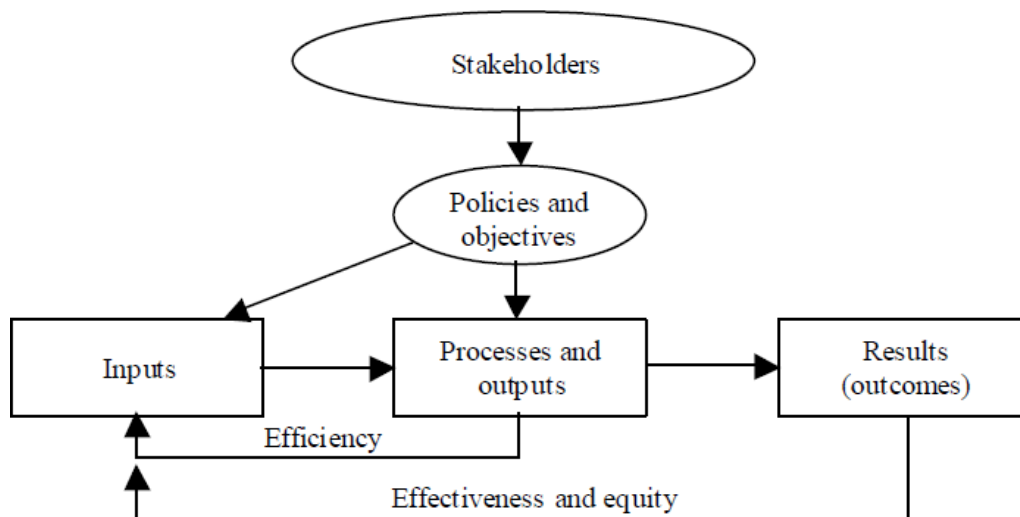 Stakeholders
Policies and
objectives
Inputs
Processes and
outputs
Results
(outcomes)
Efficiency
Effectiveness and equity